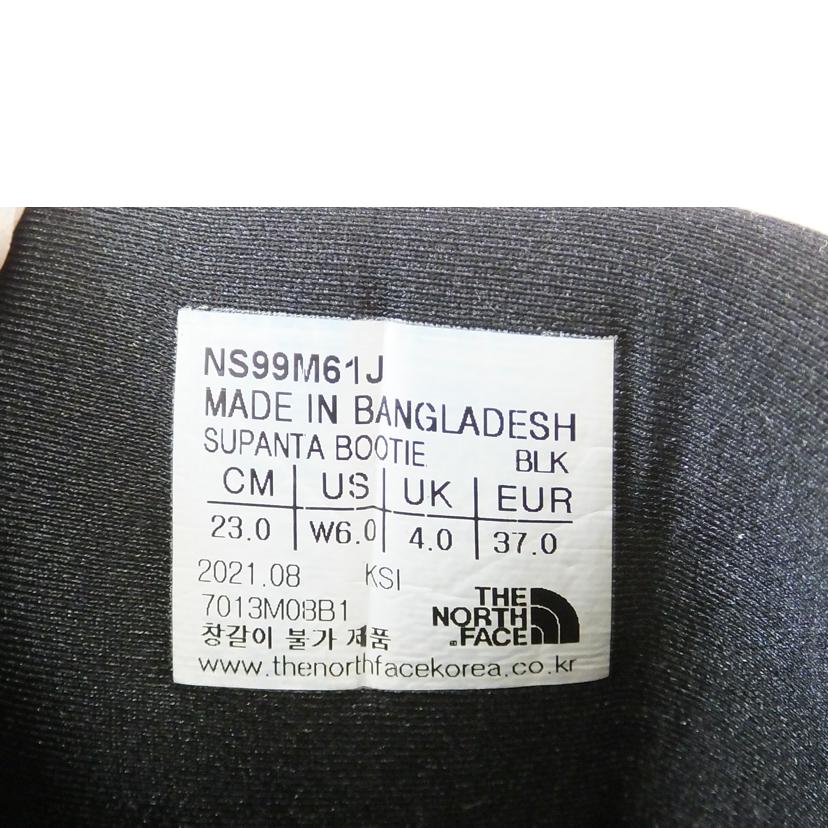 NS99M61J
MADE IN BANGLADESH
SUPANTA BOOTIE BLK
CM US UK EUR
23.0 W6.0 4.0 37.0
2021.08 KSI
7013M08B1
창갈이 불가 제품
THE
NORTH
FACE
www.thenorthfacekorea.co.kr